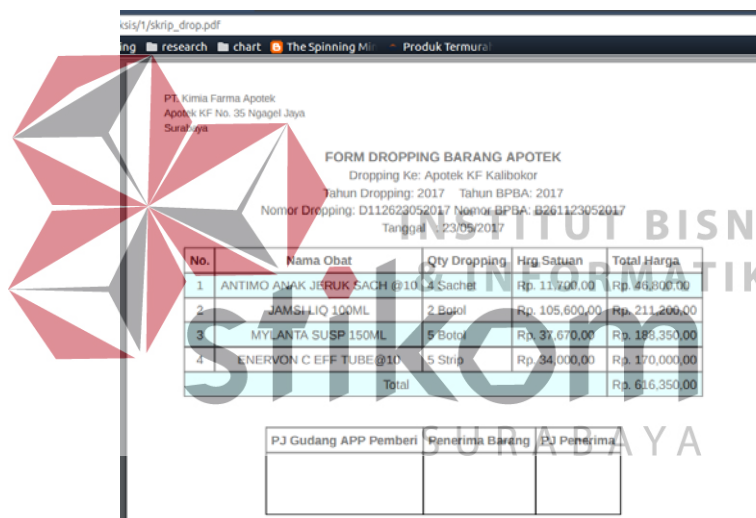 ksis/1/skrip_drop.pdf
ing research chart The Spinning Mi Produk Termurah
PT. Kimia Farma Apotek
Apotek KF No. 35 Ngagel Jaya
Surabaya
FORM DROPPING BARANG APOTEK
Dropping Ke: Apotek KF Kalibokor
Tahun Dropping: 2017 Tahun BPBA: 2017
Nomor Dropping: D112623052017 Nomor BPBA: B261123052017
Tanggal : 23/05/2017
INSTITUT BISN
& INFORMATIK
No. Nama Obat Qty Dropping Hrg Satuan Total Harga
1 ANTIMO ANAK JERUK SACH @10 4 Sachet Rp. 11,700,00 Rp. 46,800,00
2 JAMSI LIQ 100ML 2 Botol Rp. 105,600,00 Rp. 211,200,00
3 MYLANTA SUSP 150ML 5 Botol Rp. 37,670,00 Rp. 188,350,00
4 ENERVON C EFF TUBE@10 5 Strip Rp. 34,000,00 Rp. 170,000,00
Total Rp. 616,350,00
stikom
SURABAYA
PJ Gudang APP Pemberi Penerima Barang PJ Penerima